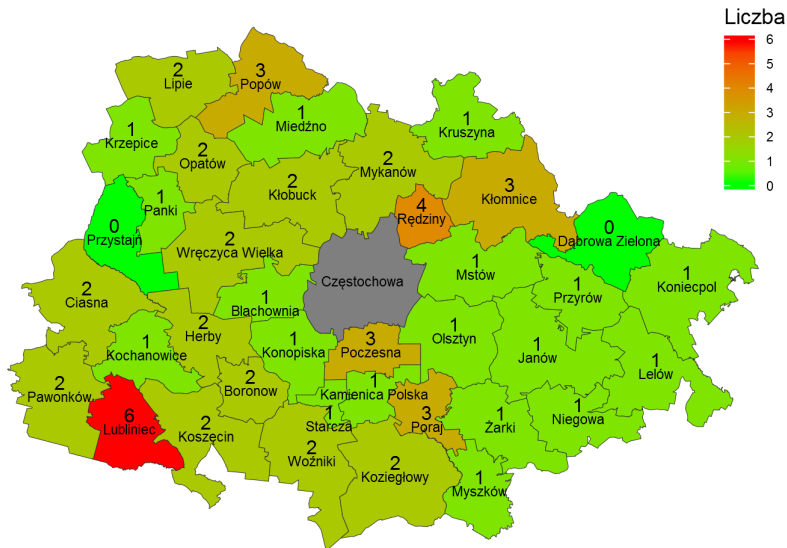 Liczba
6
5
4
3
2
1
0
2
Lipie
3
Popów
1
Miedźno
1
Kruszyna
1
Krzepice
2
Opatów
2
Mykanów
1
Panki
2
Kłobuck
3
Kłomnice
4
Rędziny
0
Przystajń
2
Wręczyca Wielka
0
Dąbrowa Zielona
1
Mstów
1
Koniecpol
Częstochowa
2
Ciasna
1
Blachownia
1
Przyrów
2
Herby
1
Konopiska
3
Poczesna
1
Olsztyn
1
Janów
1
Kochanowice
1
Lelów
2
Pawonków
2
Boronow
1
Kamienica Polska
6
Lubliniec
2
Koszęcin
1
Starcza
3
Poraj
1
Żarki
1
Niegowa
2
Woźniki
2
Koziegłowy
1
Myszków